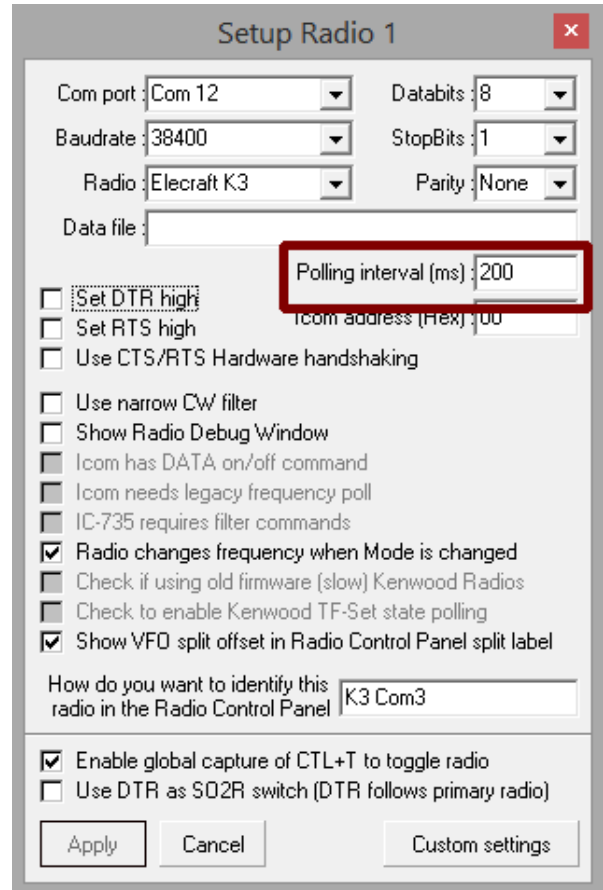 Setup Radio 1
Com port : Com 12 Databits : 8
Baudrate : 38400 StopBits : 1
Radio : Elecraft K3 Parity : None
Data file :
Polling interval (ms) : 200
Set DTR high
Icom address (Hex) : 00
Set RTS high
Use CTS/RTS Hardware handshaking
Use narrow CW filter
Show Radio Debug Window
Icom has DATA on/off command
Icom needs legacy frequency poll
IC-735 requires filter commands
Radio changes frequency when Mode is changed
Check if using old firmware (slow) Kenwood Radios
Check to enable Kenwood TF-Set state polling
Show VFO split offset in Radio Control Panel split label
How do you want to identify this
radio in the Radio Control Panel K3 Com3
Enable global capture of CTL+T to toggle radio
Use DTR as SO2R switch (DTR follows primary radio)
Apply Cancel Custom settings